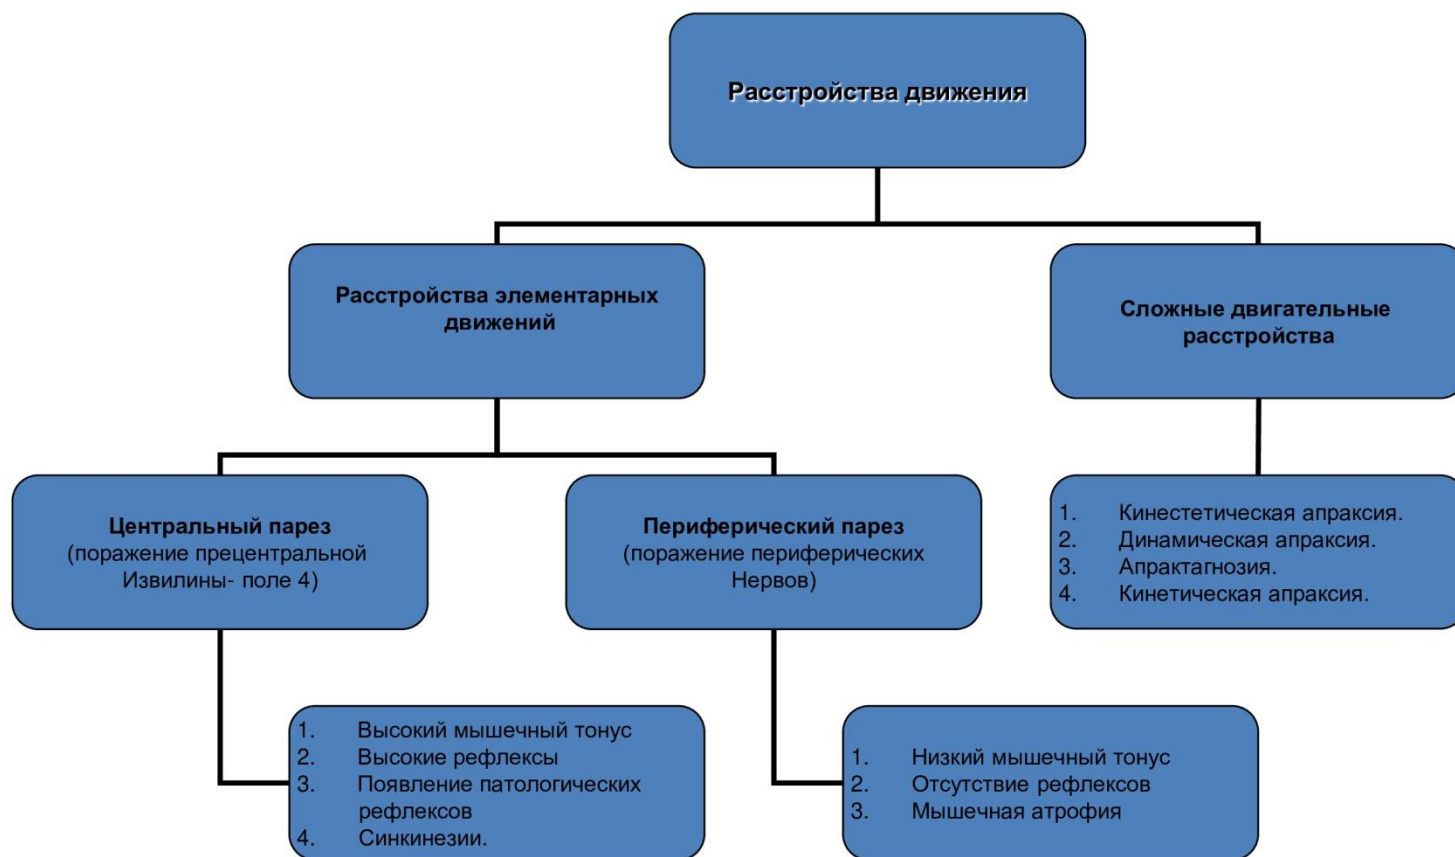 Расстройства движения
Расстройства элементарных
движений
Сложные двигательные
расстройства
Центральный парез
(поражение прецентральной
Извилины- поле 4)
Периферический парез
(поражение периферических
Нервов)
1. Кинестетическая апраксия.
2. Динамическая апраксия.
3. Апрактагнозия.
4. Кинетическая апраксия.
1. Высокий мышечный тонус
2. Высокие рефлексы
3. Появление патологических
рефлексов
4. Синкинезии.
1. Низкий мышечный тонус
2. Отсутствие рефлексов
3. Мышечная атрофия